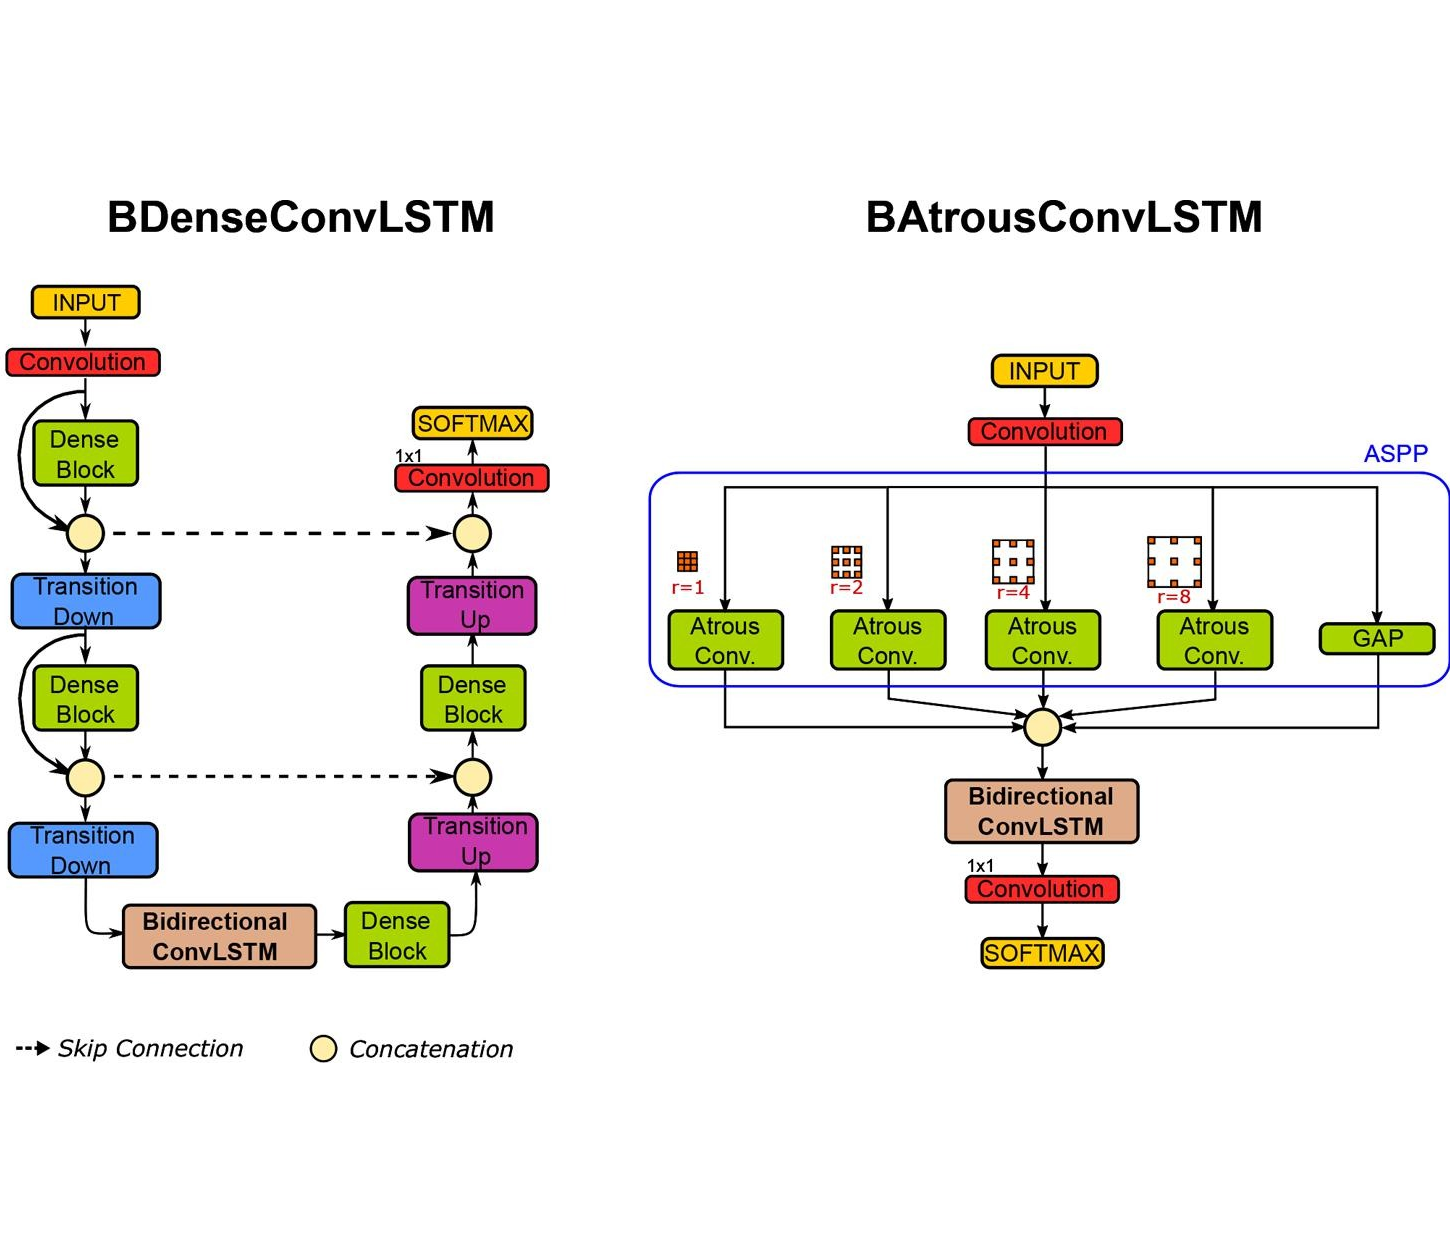 BDenseConvLSTM
INPUT
Convolution
Dense
Block
Transition
Down
Dense
Block
Transition
Down
Bidirectional
ConvLSTM
Dense
Block
Transition
Up
Dense
Block
Transition
Up
1x1
Convolution
SOFTMAX
Skip Connection
Concatenation
BAtrousConvLSTM
INPUT
Convolution
ASPP
r=1
r=2
r=4
r=8
Atrous
Conv.
Atrous
Conv.
Atrous
Conv.
Atrous
Conv.
GAP
Bidirectional
ConvLSTM
1x1
Convolution
SOFTMAX